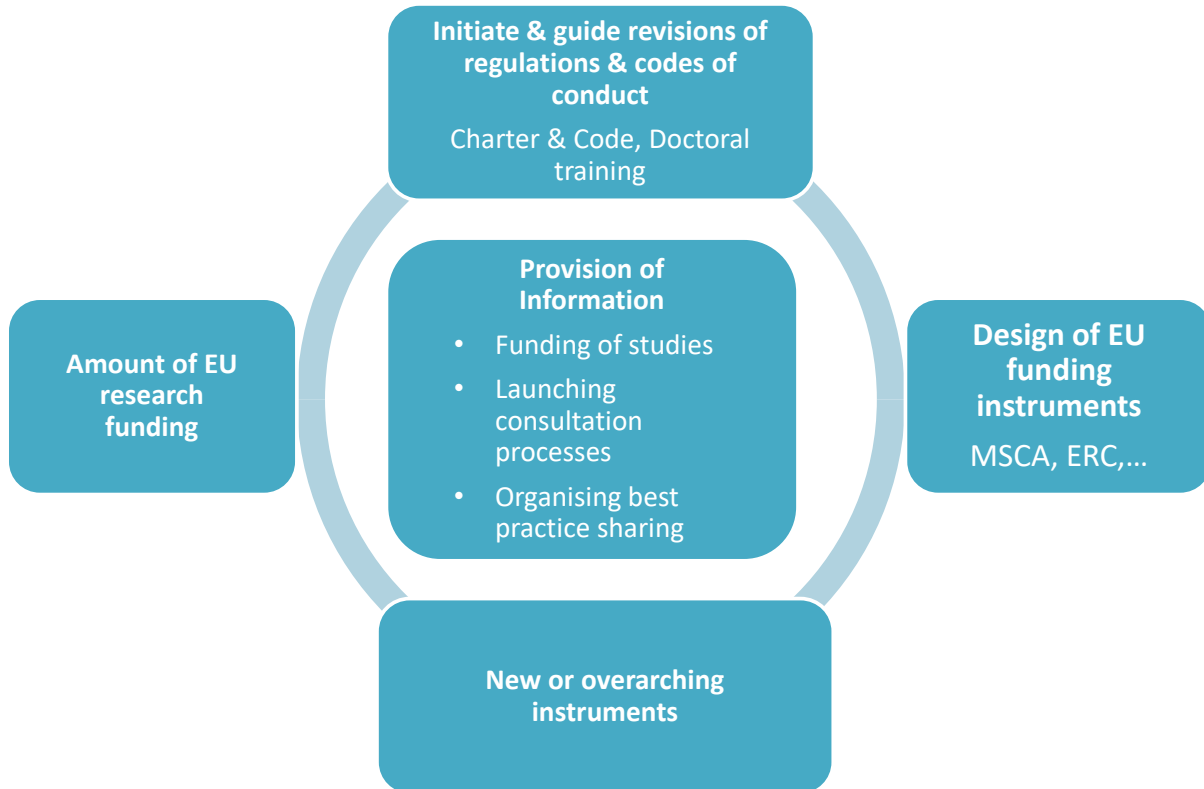 Initiate & guide revisions of
regulations & codes of
conduct
Charter & Code, Doctoral
training
Provision of
Information
• Funding of studies
• Launching
consultation
processes
• Organising best
practice sharing
Amount of EU
research
funding
Design of EU
funding
instruments
MSCA, ERC,...
New or overarching
instruments